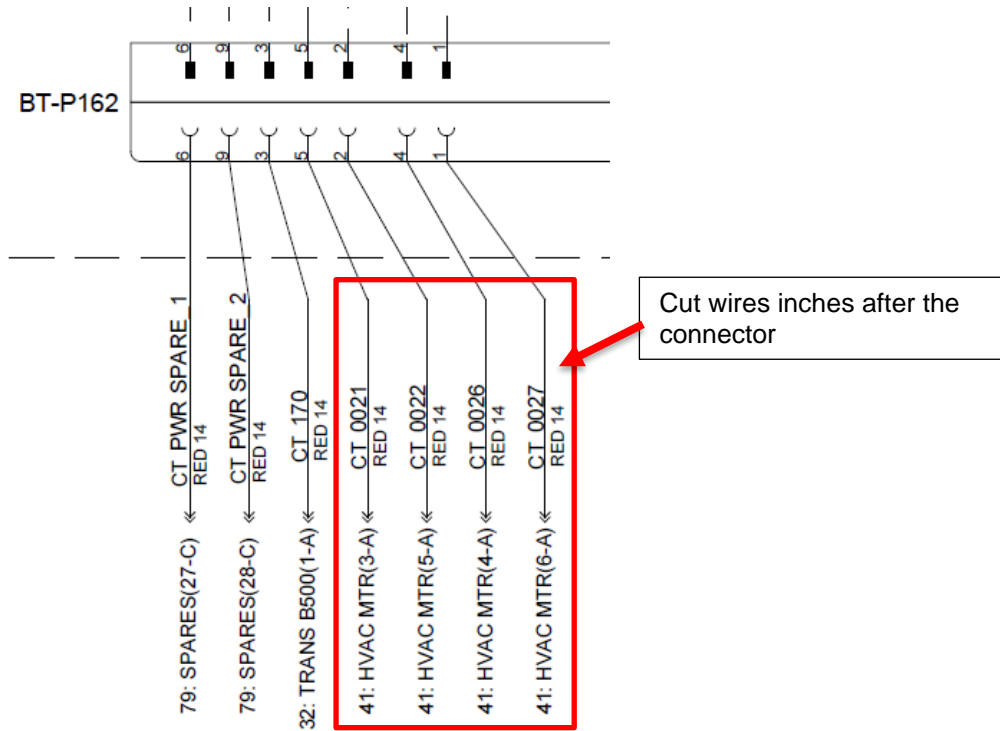 6 9 3 5 2 4 1
BT-P162
6 9 3 5 2 4 1
Cut wires inches after the
connector
CT PWR SPARE_1
RED 14
79: SPARES(27-C)
CT PWR SPARE_2
RED 14
79: SPARES(28-C)
CT 170
RED 14
32: TRANS B500(1-A)
CT 0021
RED 14
41: HVAC MTR(3-A)
CT 0022
RED 14
41: HVAC MTR(5-A)
CT 0026
RED 14
41: HVAC MTR(4-A)
CT 0027
RED 14
41: HVAC MTR(6-A)